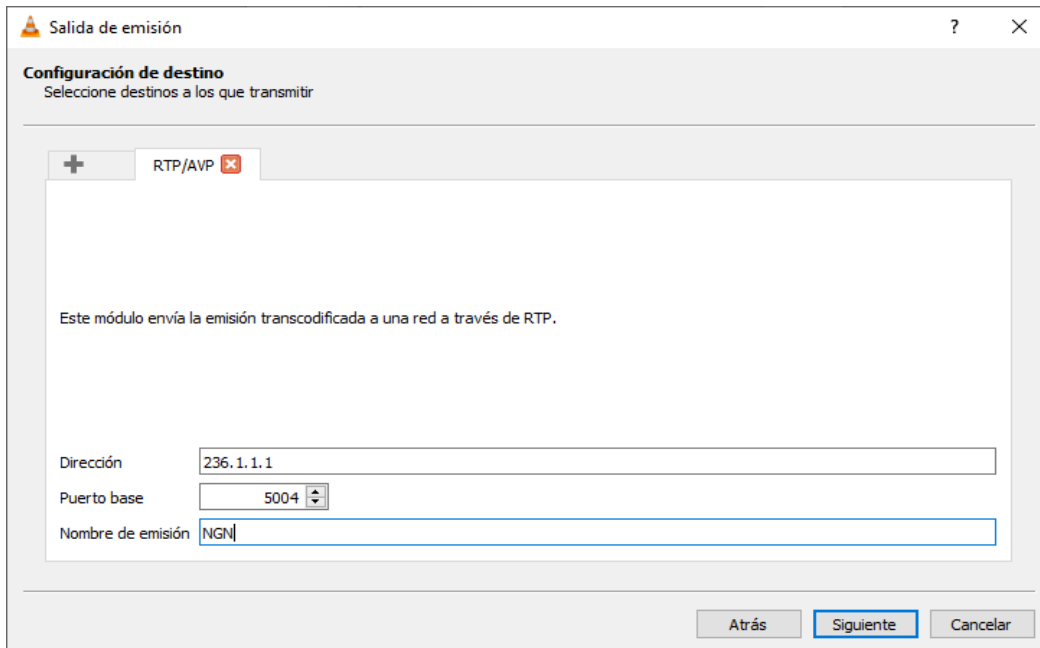 Salida de emisión
Configuración de destino
Seleccione destinos a los que transmitir
RTP/AVP
Este módulo envía la emisión transcodificada a una red a través de RTP.
Dirección 236.1.1.1
Puerto base 5004
Nombre de emisión NGN
Atrás Siguiente Cancelar